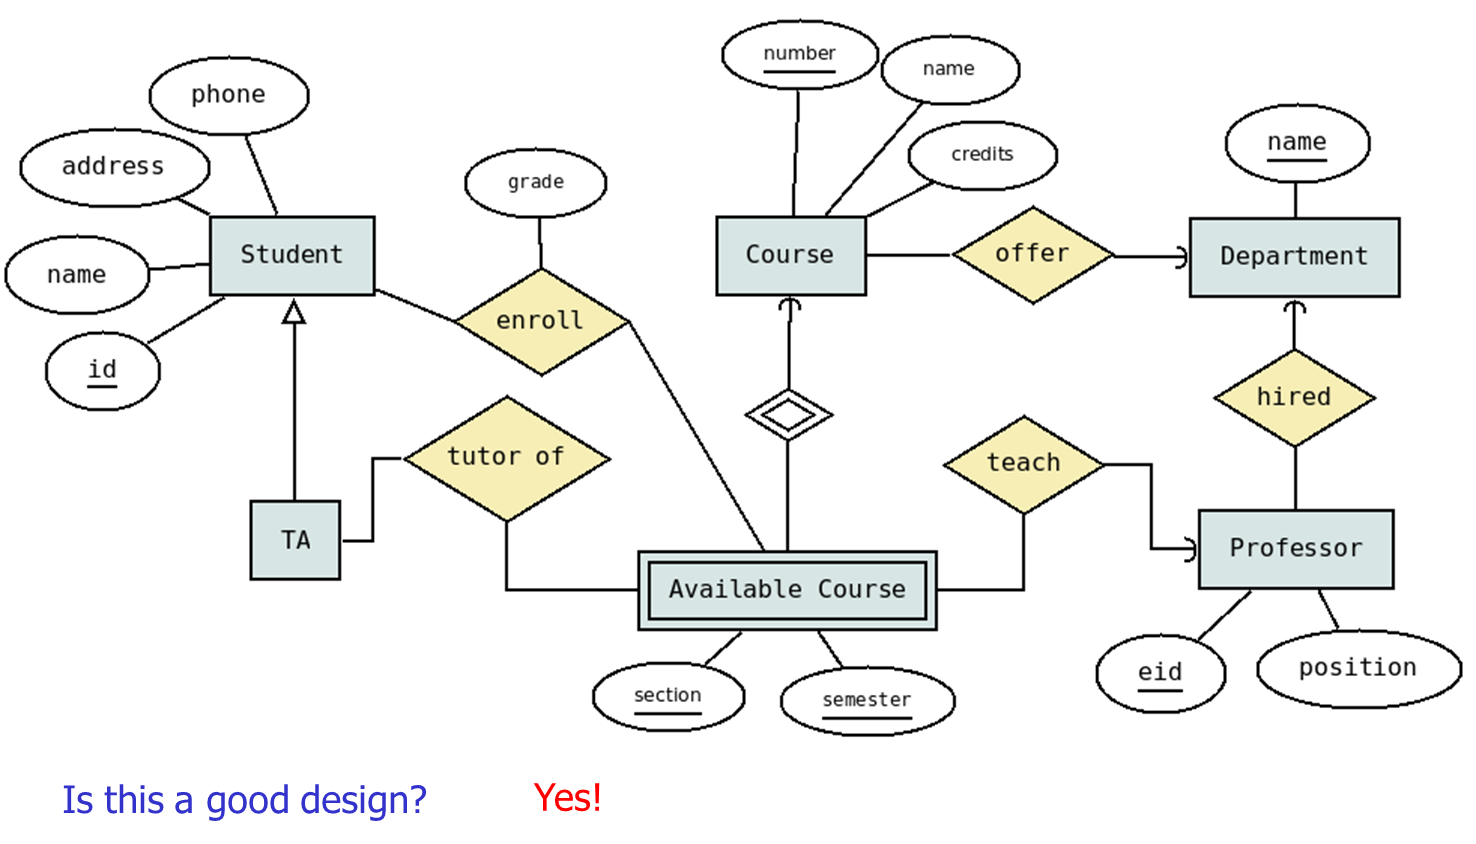 number
name
phone
credits
name
address
grade
Student
Course
offer
Department
name
enroll
id
hired
tutor of
teach
TA
Professor
Available Course
section
semester
eid
position
Is this a good design? Yes!